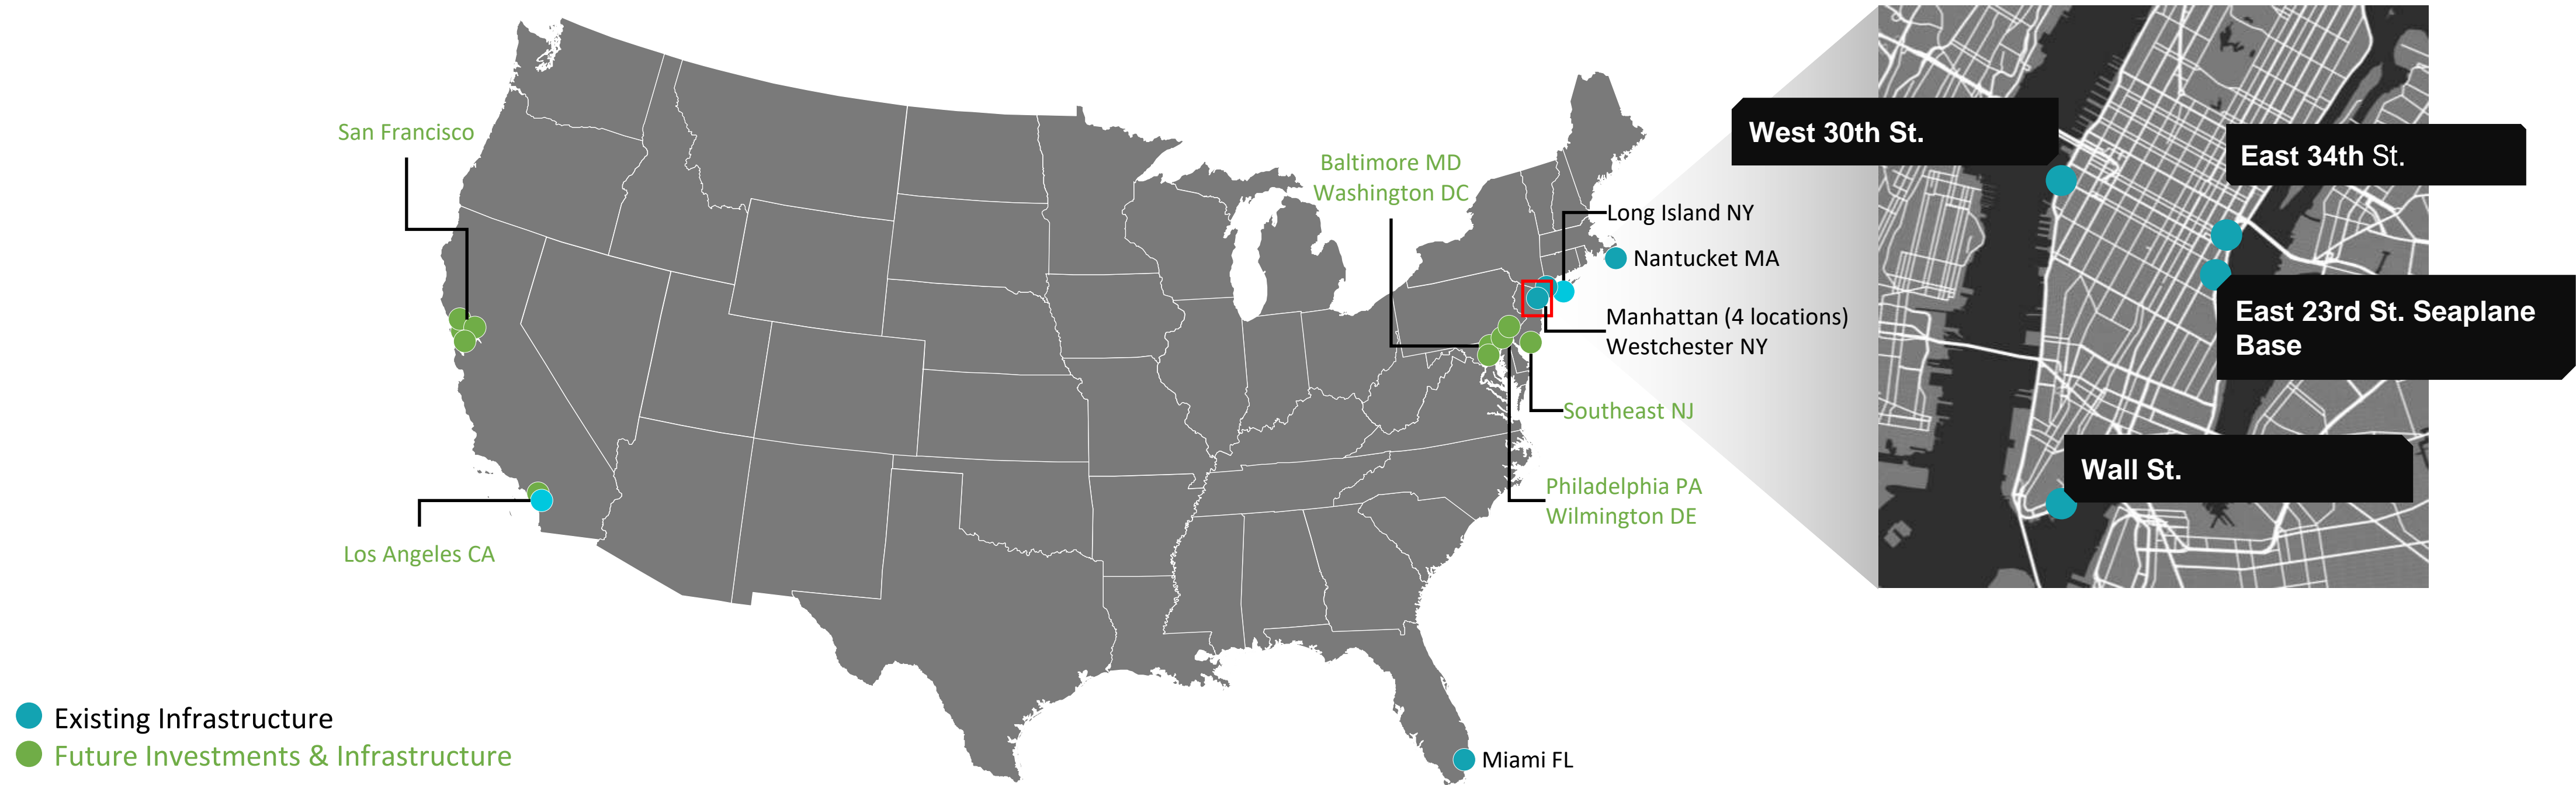 San Francisco
Los Angeles CA
Baltimore MD
Washington DC
Long Island NY
Nantucket MA
Manhattan (4 locations)
Westchester NY
Southeast NJ
Philadelphia PA
Wilmington DE
Miami FL
West 30th St.
East 34th St.
East 23rd St. Seaplane
Base
Wall St.
Existing Infrastructure
Future Investments & Infrastructure